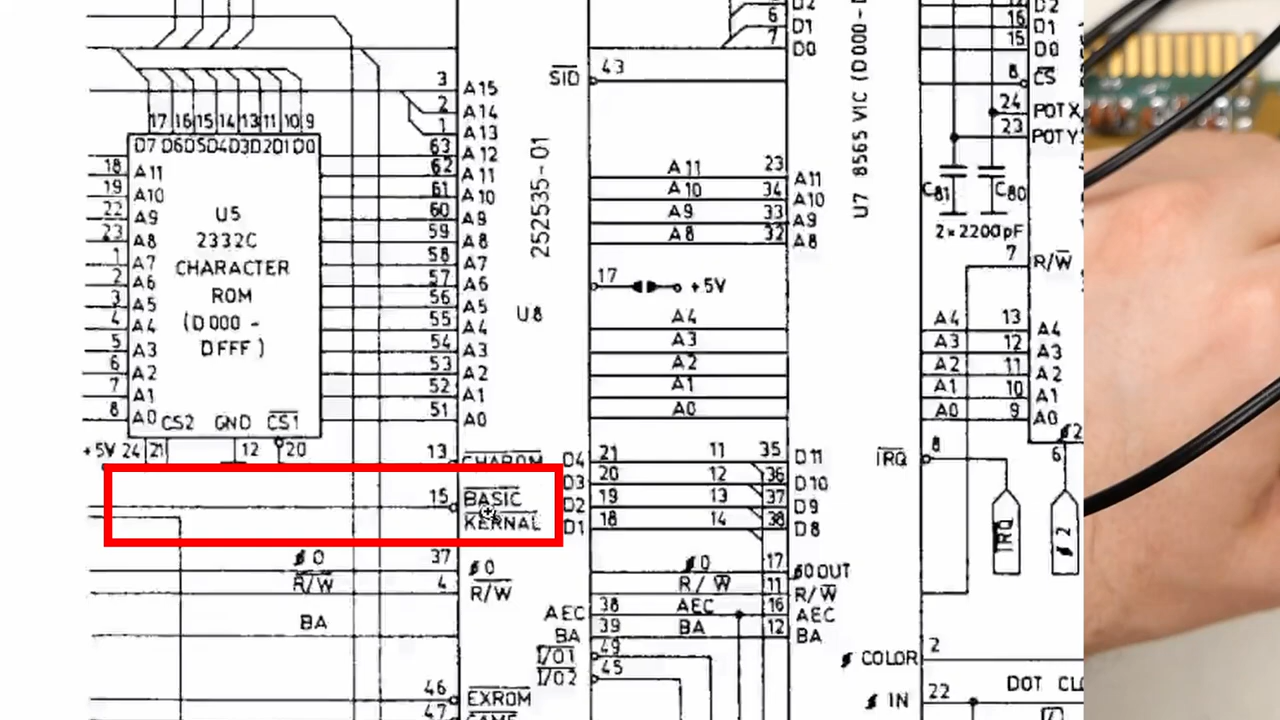 D2
6 D1
7 D0
43
SID
3 A15
2 A14
1 A13
17 16 15 14 13 11 10 9
D7 D6 D5 D4 D3 D2 D1 D0
63 A12
62 A11
61 A10
60 A9
59 A8
58 A7
57 A6
56 A5
55 A4
54 A3
53 A2
52 A1
51 A0
18 A11
19 A10
22 A9
23 A8
1 A7
2 A6
3 A5
4 A4
5 A3
6 A2
7 A1
8 A0
U5
2332C
CHARACTER
ROM
(D000 -
DFFF )
CS2 GND CS1
+5V 24 21 12 20
13 CHAROM
15 BASIC
KERNAL
ø0 37 ø0
R/W 4 R/W
BA
46 EXROM
47
252535-01
U8
A11 23 A11
A10 34 A10
A9 33 A9
A8 32 A8
17 +5V
A4
A3
A2
A1
A0
D4 21 11 35 D11
D3 20 12 36 D10
D2 19 13 37 D9
D1 18 14 38 D8
ø0 17 ø0 OUT
R/W 11 R/W
AEC 38 AEC 16 AEC
BA 39 BA 12 BA
I/O1 49
I/O2 45
U7 8565 VIC (D000-
D2
16 D1
15 D0
8 CS
24 POTX
23 POTY
C81 C80
2×2200pF
7 R/W
A4 13 A4
A3 12 A3
A2 11 A2
A1 10 A1
A0 9 A0
ø2
6
IRQ 8
IRQ
ø2
ø COLOR 2
ø IN 22
DOT CL